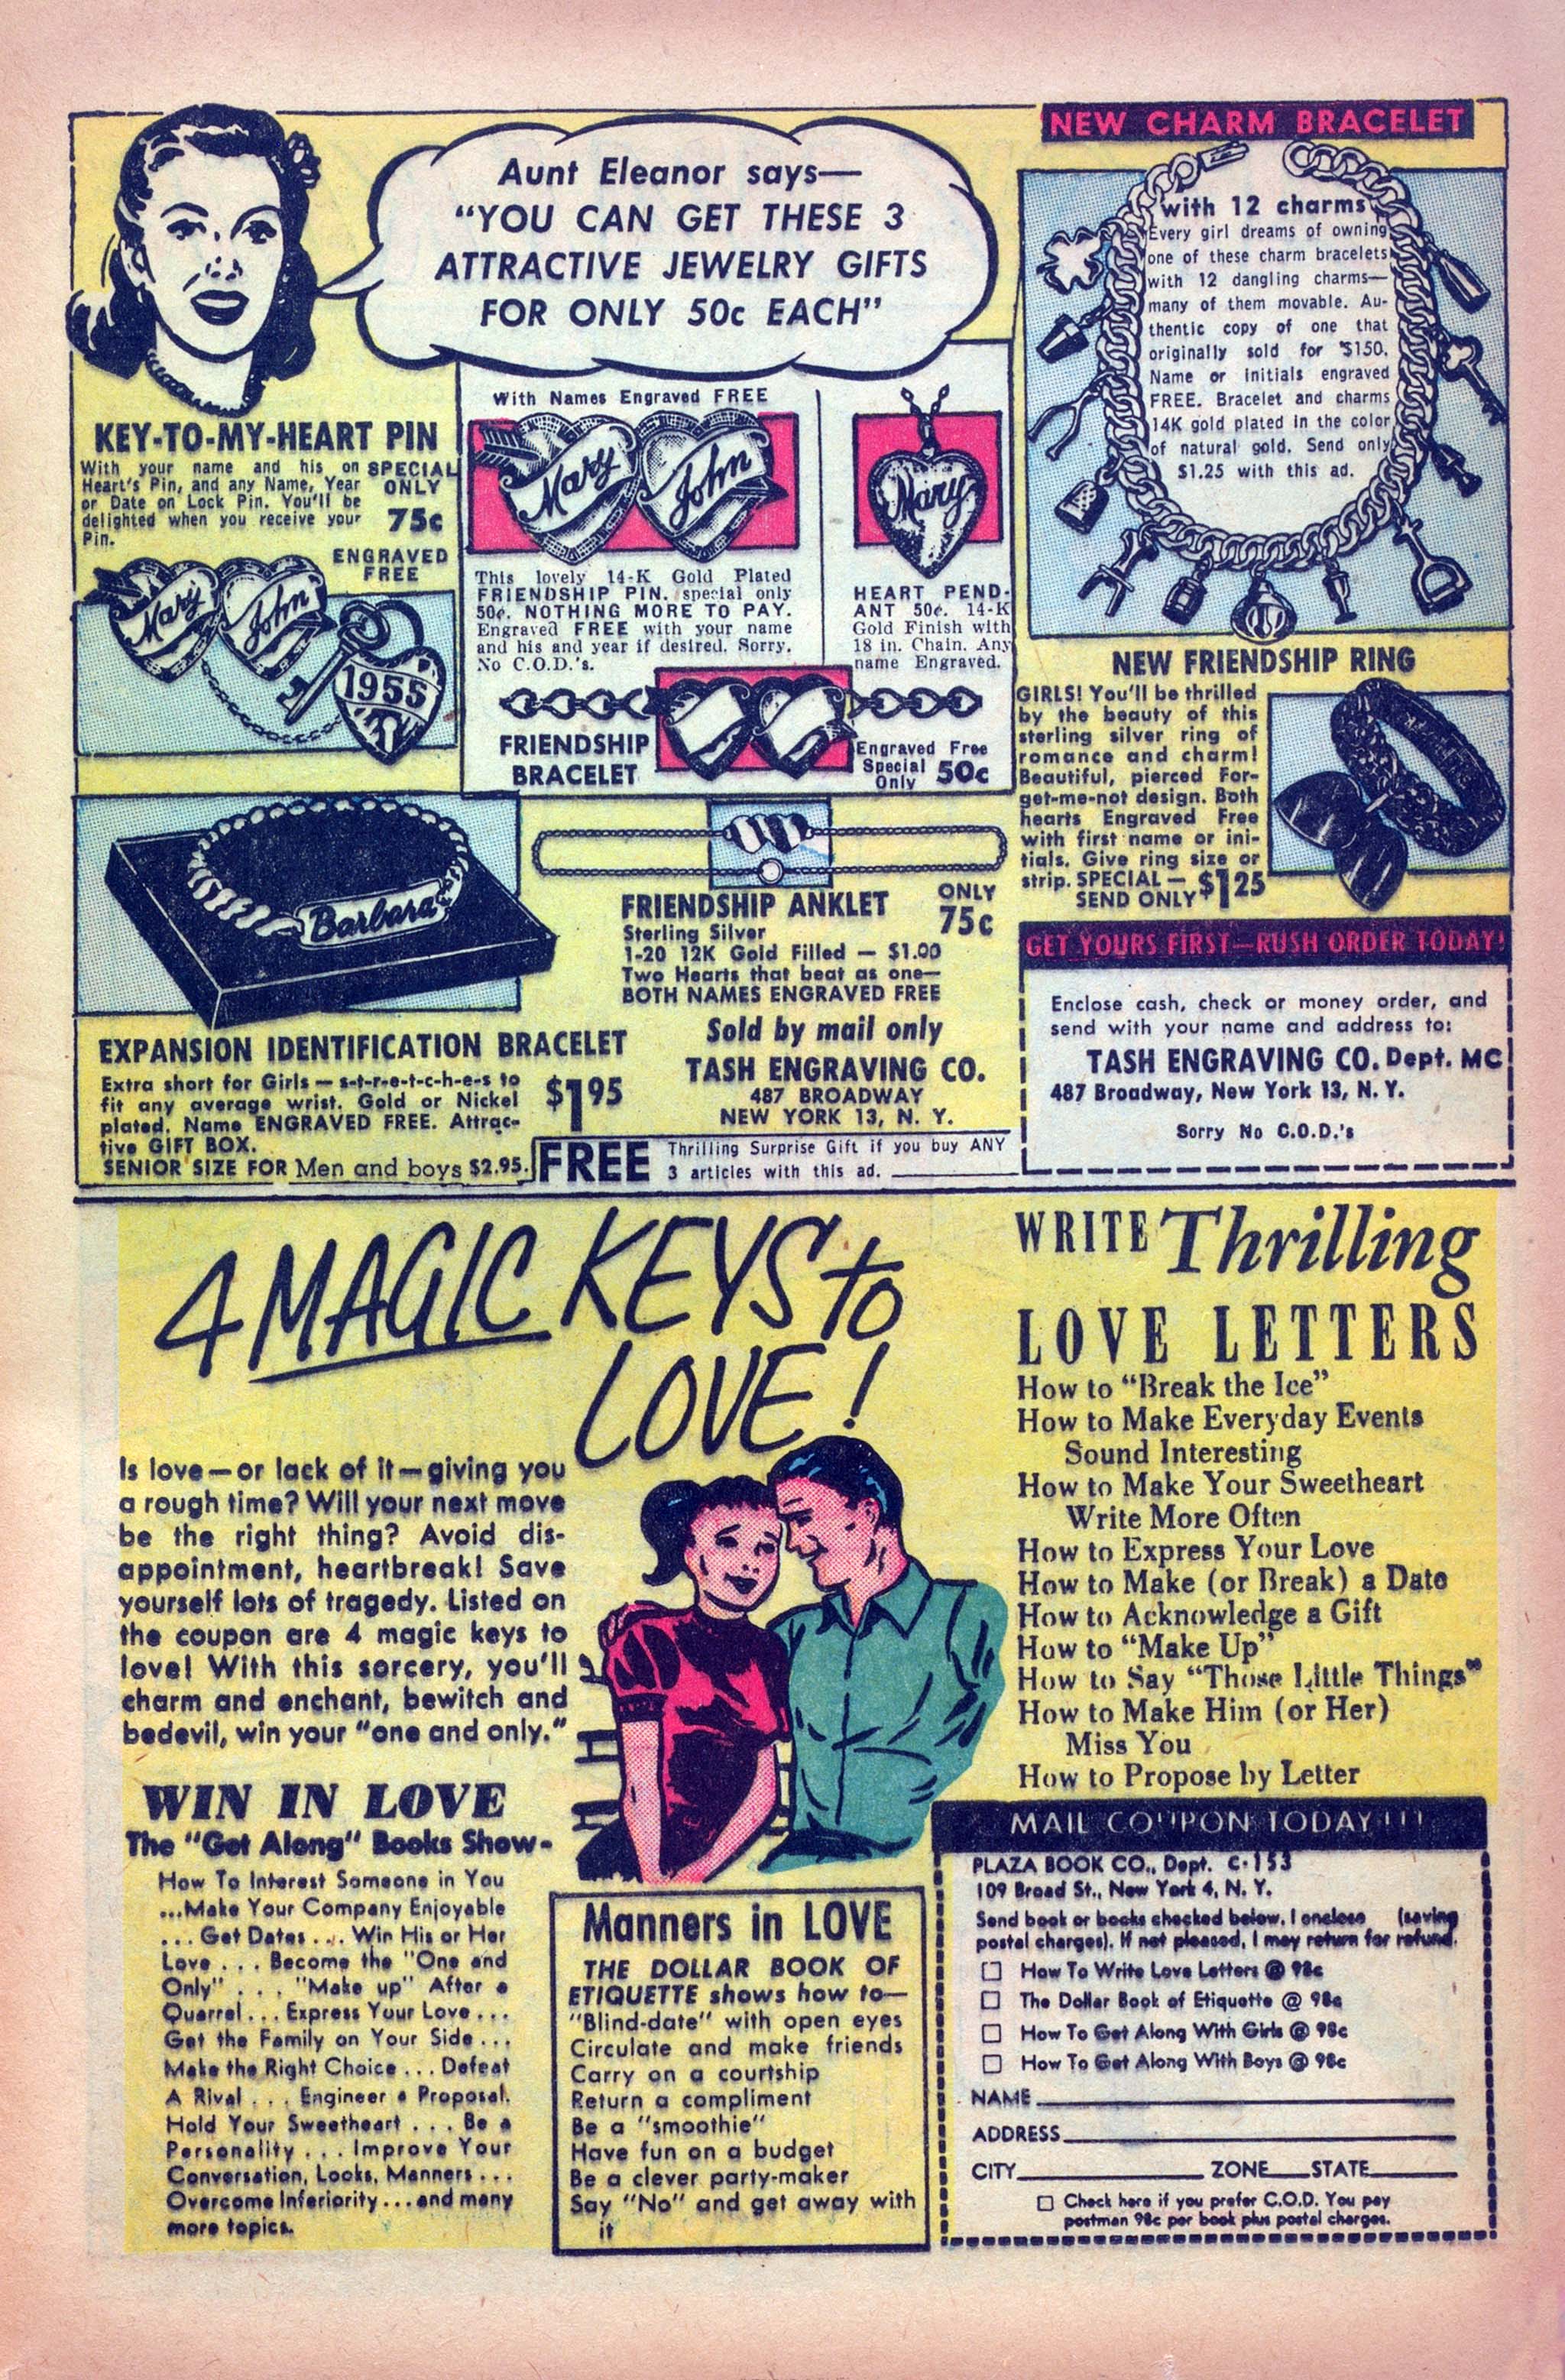 Aunt Eleanor says—
"YOU CAN GET THESE 3
ATTRACTIVE JEWELRY GIFTS
FOR ONLY 50c EACH"
KEY-TO-MY-HEART PIN
With your name and his on
Heart's Pin, and any Name, Year
or Date on Lock Pin. You'll be
delighted when you receive your
Pin.
SPECIAL
ONLY
75c
ENGRAVED
FREE
Mary
John
1955
With Names Engraved FREE
Mary
John
This lovely 14-K Gold Plated
FRIENDSHIP PIN. special only
50¢. NOTHING MORE TO PAY.
Engraved FREE with your name
and his and year if desired. Sorry,
No C.O.D.'s.
Mary
HEART PEND-
ANT 50¢. 14-K
Gold Finish with
18 in. Chain. Any
name Engraved.
FRIENDSHIP
BRACELET
Engraved Free
Special
Only 50c
NEW CHARM BRACELET
with 12 charms
Every girl dreams of owning
one of these charm bracelets
with 12 dangling charms—
many of them movable. Au-
thentic copy of one that
originally sold for $150.
Name or initials engraved
FREE. Bracelet and charms
14K gold plated in the color
of natural gold. Send only
$1.25 with this ad.
NEW FRIENDSHIP RING
GIRLS! You'll be thrilled
by the beauty of this
sterling silver ring of
romance and charm!
Beautiful, pierced For-
get-me-not design. Both
hearts Engraved Free
with first name or ini-
tials. Give ring size or
strip. SPECIAL —
SEND ONLY $1.25
Barbara
EXPANSION IDENTIFICATION BRACELET
Extra short for Girls — s-t-r-e-t-c-h-e-s to
fit any average wrist. Gold or Nickel
plated. Name ENGRAVED FREE. Attrac-
tive GIFT BOX.
SENIOR SIZE FOR Men and boys $2.95.
$1.95
FRIENDSHIP ANKLET
Sterling Silver
ONLY
75c
1-20 12K Gold Filled — $1.00
Two Hearts that beat as one—
BOTH NAMES ENGRAVED FREE
Sold by mail only
TASH ENGRAVING CO.
487 BROADWAY
NEW YORK 13, N. Y.
FREE
Thrilling Surprise Gift if you buy ANY
3 articles with this ad.
GET YOURS FIRST—RUSH ORDER TODAY!
Enclose cash, check or money order, and
send with your name and address to:
TASH ENGRAVING CO. Dept. MC
487 Broadway, New York 13, N. Y.
Sorry No C.O.D.'s
4 MAGIC KEYS to
LOVE!
Is love—or lack of it—giving you
a rough time? Will your next move
be the right thing? Avoid dis-
appointment, heartbreak! Save
yourself lots of tragedy. Listed on
the coupon are 4 magic keys to
love! With this sorcery, you'll
charm and enchant, bewitch and
bedevil, win your "one and only."
WIN IN LOVE
The "Get Along" Books Show-
How To Interest Someone in You
...Make Your Company Enjoyable
... Get Dates ... Win His or Her
Love ... Become the "One and
Only" ... "Make up" After a
Quarrel ... Express Your Love ...
Get the Family on Your Side ...
Make the Right Choice ... Defeat
A Rival ... Engineer a Proposal.
Hold Your Sweetheart ... Be a
Personality ... Improve Your
Conversation, Looks, Manners ...
Overcome Inferiority ... and many
more topics.
Manners in LOVE
THE DOLLAR BOOK OF
ETIQUETTE shows how to—
"Blind-date" with open eyes
Circulate and make friends
Carry on a courtship
Return a compliment
Be a "smoothie"
Have fun on a budget
Be a clever party-maker
Say "No" and get away with
it
WRITE Thrilling
LOVE LETTERS
How to "Break the Ice"
How to Make Everyday Events
Sound Interesting
How to Make Your Sweetheart
Write More Often
How to Express Your Love
How to Make (or Break) a Date
How to Acknowledge a Gift
How to "Make Up"
How to Say "Those Little Things"
How to Make Him (or Her)
Miss You
How to Propose by Letter
MAIL COUPON TODAY!!!
PLAZA BOOK CO., Dept. C-153
109 Broad St., New York 4, N. Y.
Send book or books checked below. I enclose (saving
postal charges). If not pleased, I may return for refund.
☐ How To Write Love Letters @ 98c
☐ The Dollar Book of Etiquette @ 98c
☐ How To Get Along With Girls @ 98c
☐ How To Get Along With Boys @ 98c
NAME
ADDRESS
CITY ZONE STATE
☐ Check here if you prefer C.O.D. You pay
postman 98c per book plus postal charges.